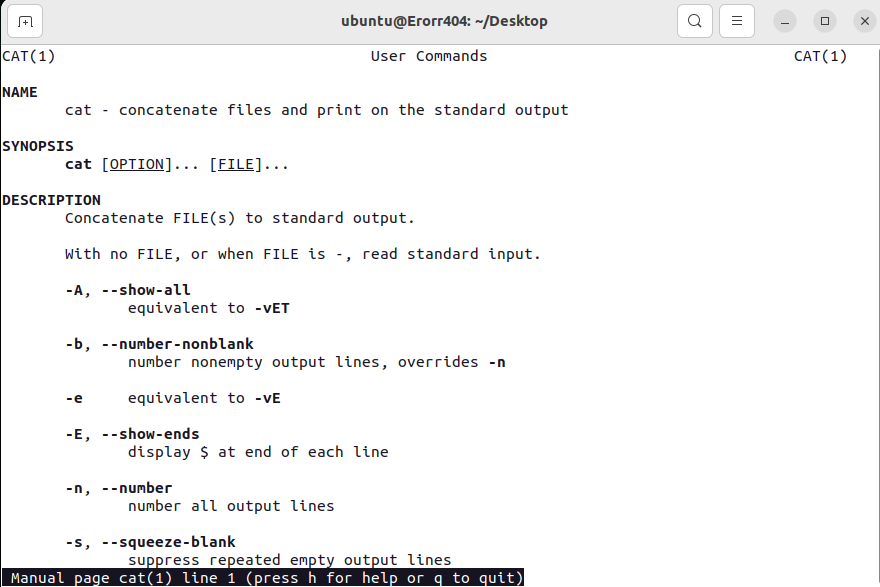 ubuntu@Erorr404: ~/Desktop
CAT(1) User Commands CAT(1)
NAME
cat - concatenate files and print on the standard output
SYNOPSIS
cat [OPTION]... [FILE]...
DESCRIPTION
Concatenate FILE(s) to standard output.
With no FILE, or when FILE is -, read standard input.
-A, --show-all
equivalent to -vET
-b, --number-nonblank
number nonempty output lines, overrides -n
-e equivalent to -vE
-E, --show-ends
display $ at end of each line
-n, --number
number all output lines
-s, --squeeze-blank
suppress repeated empty output lines
Manual page cat(1) line 1 (press h for help or q to quit)